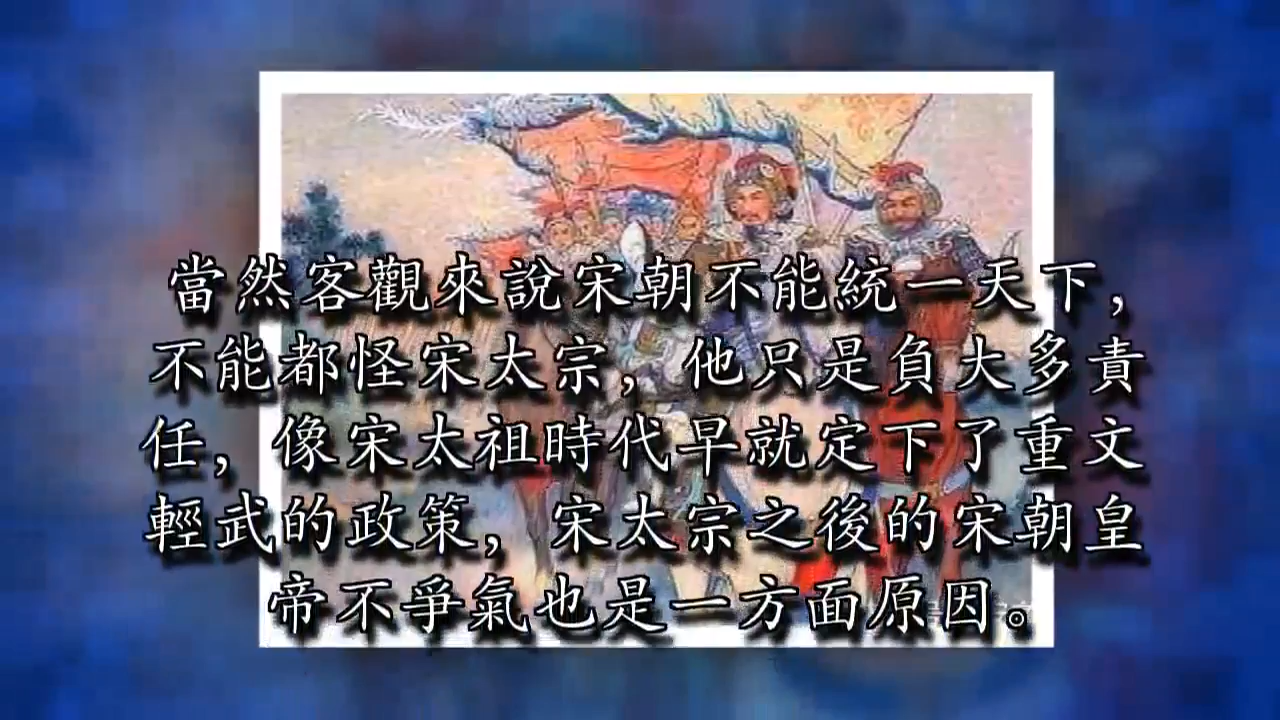 當然客觀來說宋朝不能統一天下，
不能都怪宋太宗，他只是負大多責
任，像宋太祖時代早就定下了重文
輕武的政策，宋太宗之後的宋朝皇
帝不爭氣也是一方面原因。